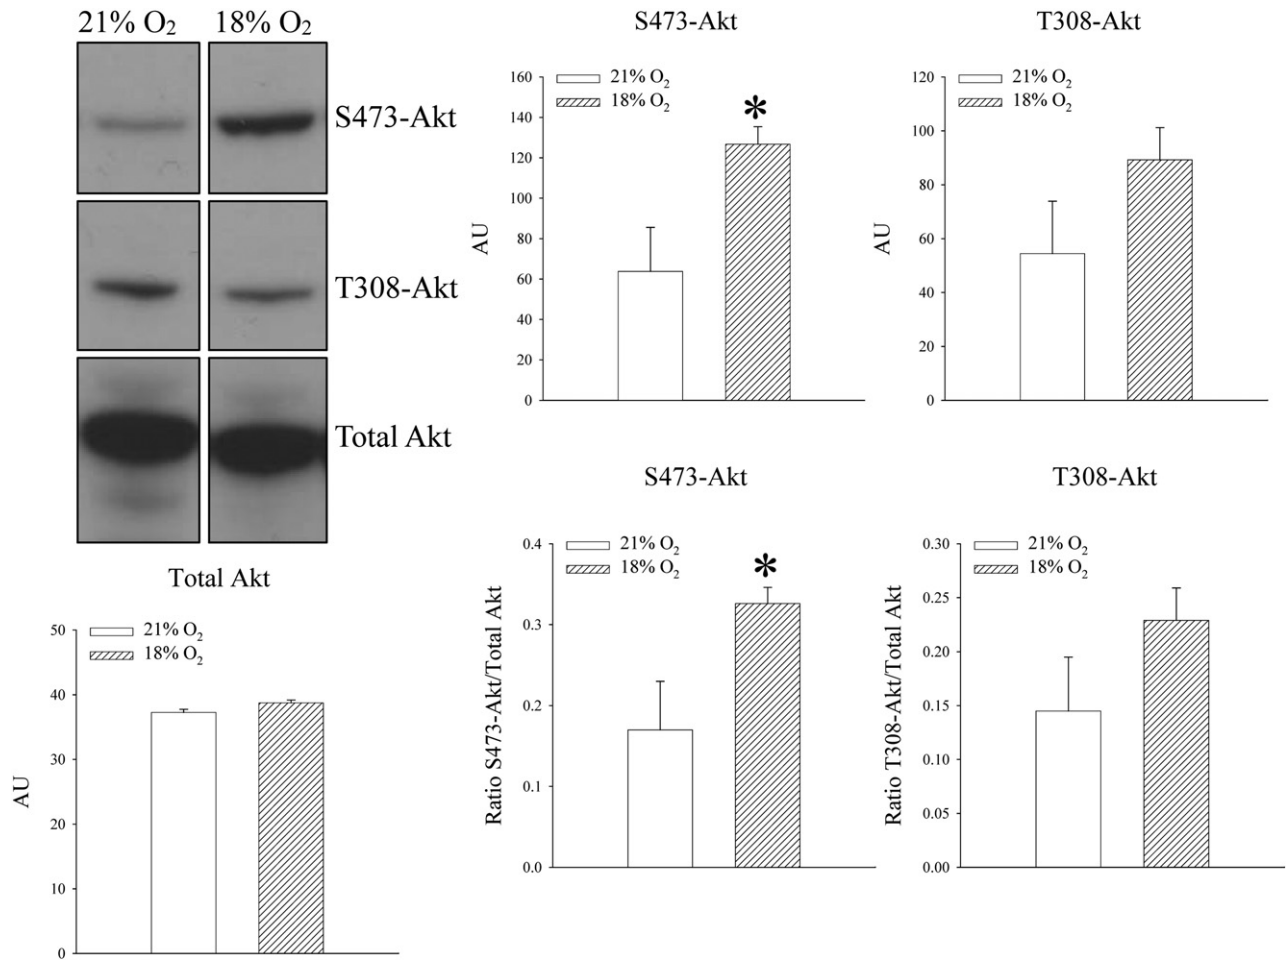 21% O₂ 18% O₂
S473-Akt
T308-Akt
Total Akt
S473-Akt
21% O₂
18% O₂
*
160
140
120
100
80
60
40
20
0
AU
T308-Akt
21% O₂
18% O₂
120
100
80
60
40
20
0
AU
Total Akt
21% O₂
18% O₂
50
40
30
20
10
0
AU
S473-Akt
21% O₂
18% O₂
*
0.4
0.3
0.2
0.1
0.0
Ratio S473-Akt/Total Akt
T308-Akt
21% O₂
18% O₂
0.30
0.25
0.20
0.15
0.10
0.05
0.00
Ratio T308-Akt/Total Akt